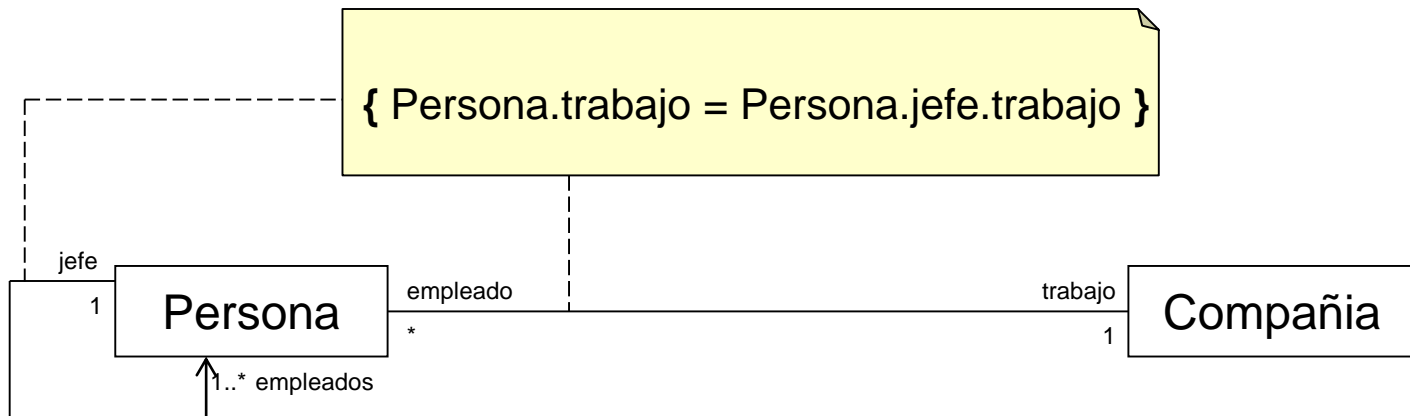 { Persona.trabajo = Persona.jefe.trabajo }
jefe
1
Persona
empleado
*
trabajo
1
Compañia
1..* empleados